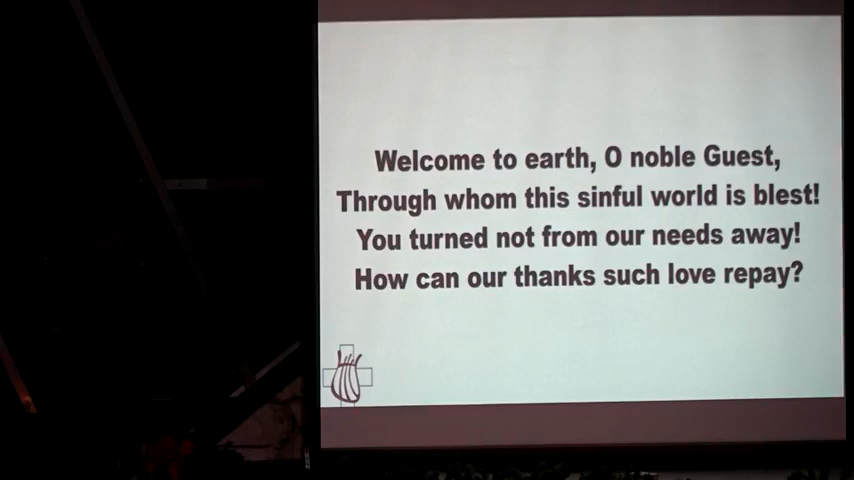 Welcome to earth, O noble Guest,
Through whom this sinful world is blest!
You turned not from our needs away!
How can our thanks such love repay?